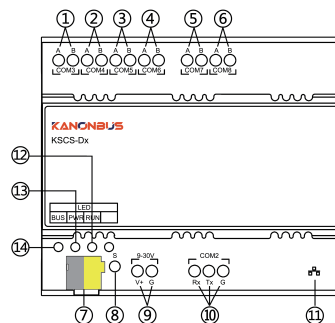 ① ② ③ ④ ⑤ ⑥
A B A B A B A B A B A B
COM3 COM4 COM5 COM6 COM7 COM8
KANONBUS
KSCS-Dx
⑫
⑬
LED
BUS PWR RUN
⑭
S 9-30V COM2
V+ G Rx Tx G
⑦ ⑧ ⑨ ⑩ ⑪